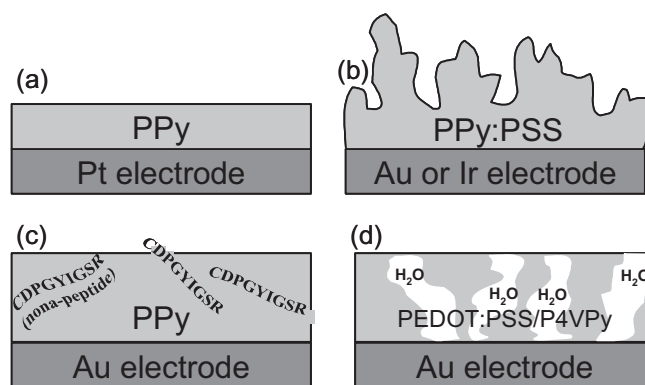 (a)
PPy
Pt electrode
(b)
PPy:PSS
Au or Ir electrode
(c)
CDPGYIGSR
(nona-peptide)
CDPGYIGSR
CDPGYIGSR
PPy
Au electrode
(d)
H₂O
H₂O
H₂O
H₂O
PEDOT:PSS/P4VPy
Au electrode